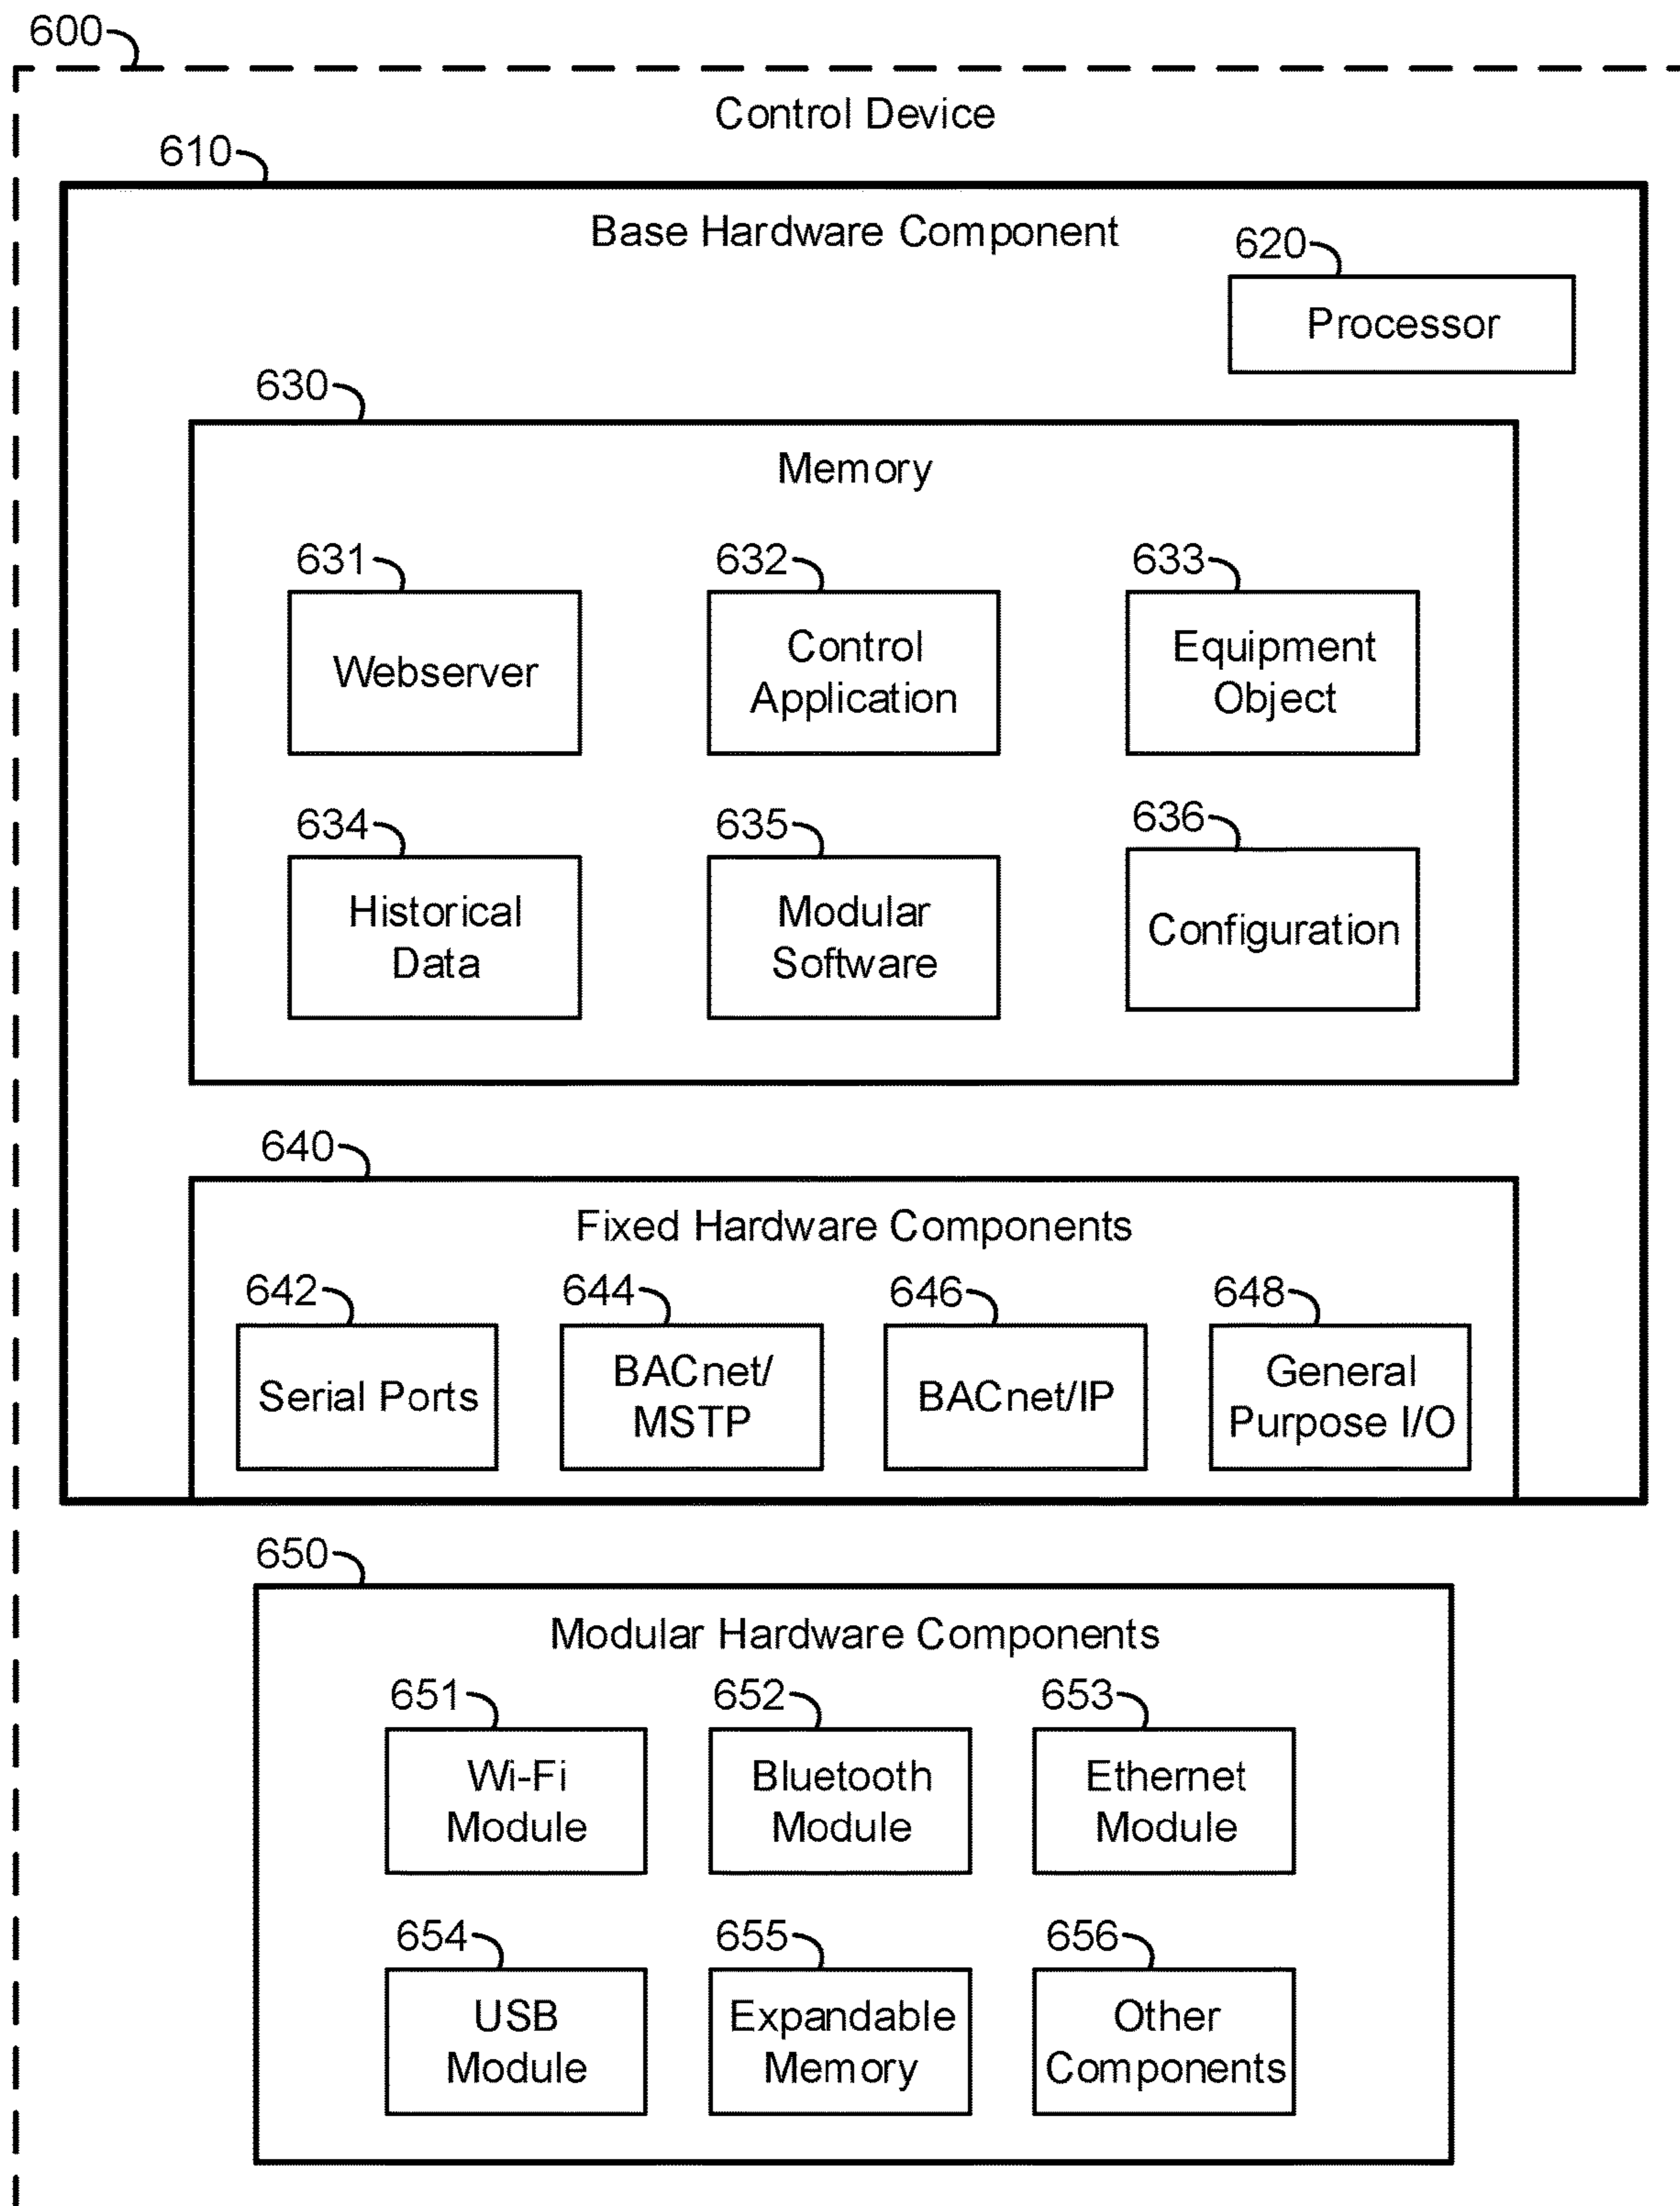 600
Control Device
610
Base Hardware Component
620
Processor
630
Memory
631
632
633
Webserver
Control
Application
Equipment
Object
634
635
636
Historical
Data
Modular
Software
Configuration
640
Fixed Hardware Components
642
644
646
648
Serial Ports
BACnet/
MSTP
BACnet/IP
General
Purpose I/O
650
Modular Hardware Components
651
652
653
Wi-Fi
Module
Bluetooth
Module
Ethernet
Module
654
655
656
USB
Module
Expandable
Memory
Other
Components